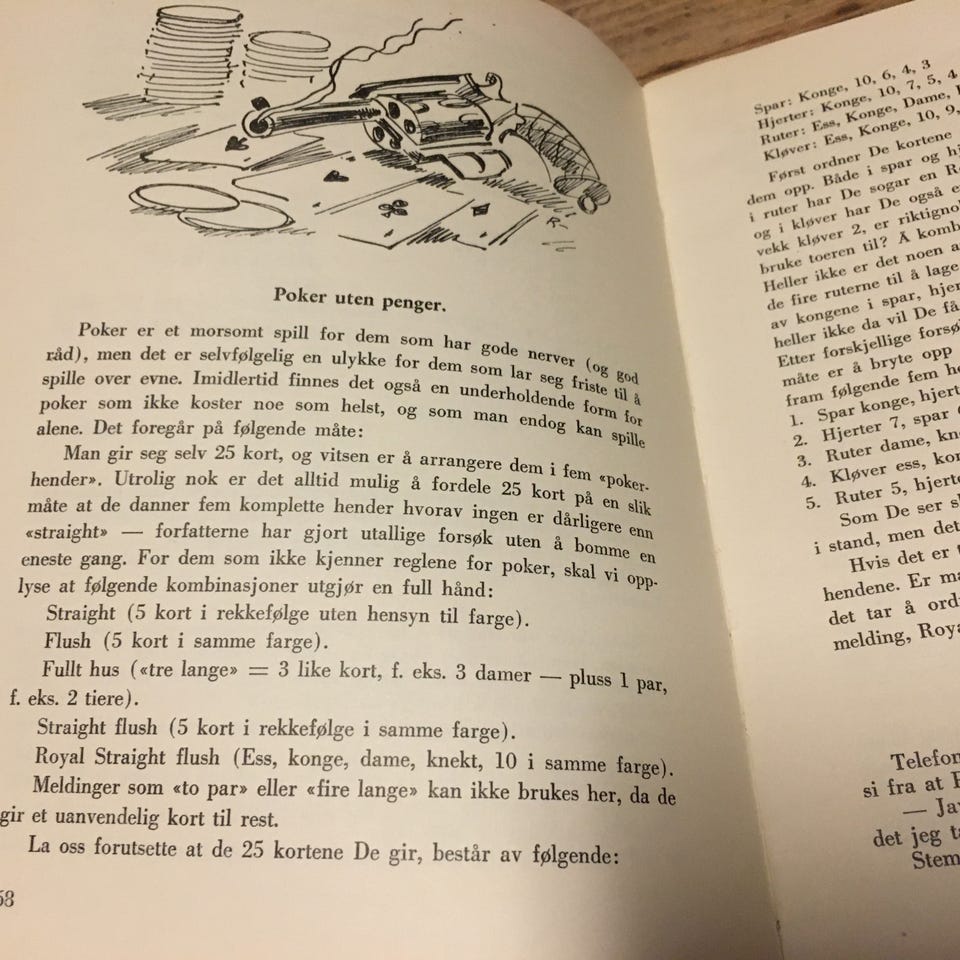 Poker uten penger.
Poker er et morsomt spill for dem som har gode nerver (og god
råd), men det er selvfølgelig en ulykke for dem som lar seg friste til å
spille over evne. Imidlertid finnes det også en underholdende form for
poker som ikke koster noe som helst, og som man endog kan spille
alene. Det foregår på følgende måte:
Man gir seg selv 25 kort, og vitsen er å arrangere dem i fem «poker-
hender». Utrolig nok er det alltid mulig å fordele 25 kort på en slik
måte at de danner fem komplette hender hvorav ingen er dårligere enn
«straight» — forfatterne har gjort utallige forsøk uten å bomme en
eneste gang. For dem som ikke kjenner reglene for poker, skal vi opp-
lyse at følgende kombinasjoner utgjør en full hånd:
Straight (5 kort i rekkefølge uten hensyn til farge).
Flush (5 kort i samme farge).
Fullt hus («tre lange» = 3 like kort, f. eks. 3 damer — pluss 1 par,
f. eks. 2 tiere).
Straight flush (5 kort i rekkefølge i samme farge).
Royal Straight flush (Ess, konge, dame, knekt, 10 i samme farge).
Meldinger som «to par» eller «fire lange» kan ikke brukes her, da de
gir et uanvendelig kort til rest.
La oss forutsette at de 25 kortene De gir, består av følgende:
58
Spar: Konge, 10, 6, 4, 3
Hjerter: Konge, 10, 7, 5, 4
Ruter: Ess, Konge, Dame,
Kløver: Ess, Konge, 10, 9,
Først ordner De kortene
dem opp. Både i spar og
i ruter har De sogar en
og i kløver har De også
vekk kløver 2, er
bruke toeren til? Å
Heller ikke er det noen
de fire ruterne til å lage
av kongene i spar,
heller ikke da vil De få
Etter forskjellige
måte er å bryte opp
fram følgende fem
1. Spar konge,
2. Hjerter 7, spar
3. Ruter dame,
4. Kløver ess,
5. Ruter 5,
Som De ser
i stand, men det
Hvis det er
hendene. Er
det tar å
melding,
si fra at
—
det jeg